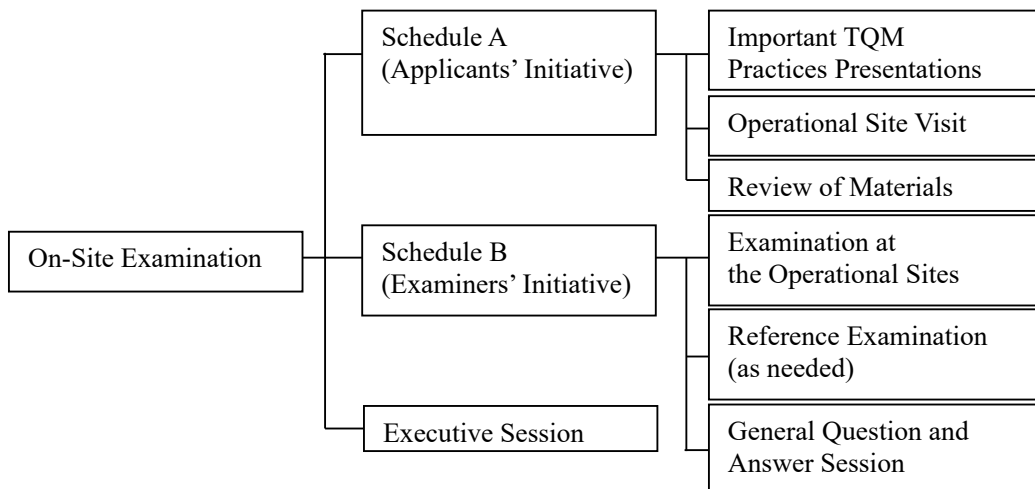 On-Site Examination
Schedule A
(Applicants’ Initiative)
Important TQM
Practices Presentations
Operational Site Visit
Review of Materials
Schedule B
(Examiners’ Initiative)
Examination at
the Operational Sites
Reference Examination
(as needed)
General Question and
Answer Session
Executive Session